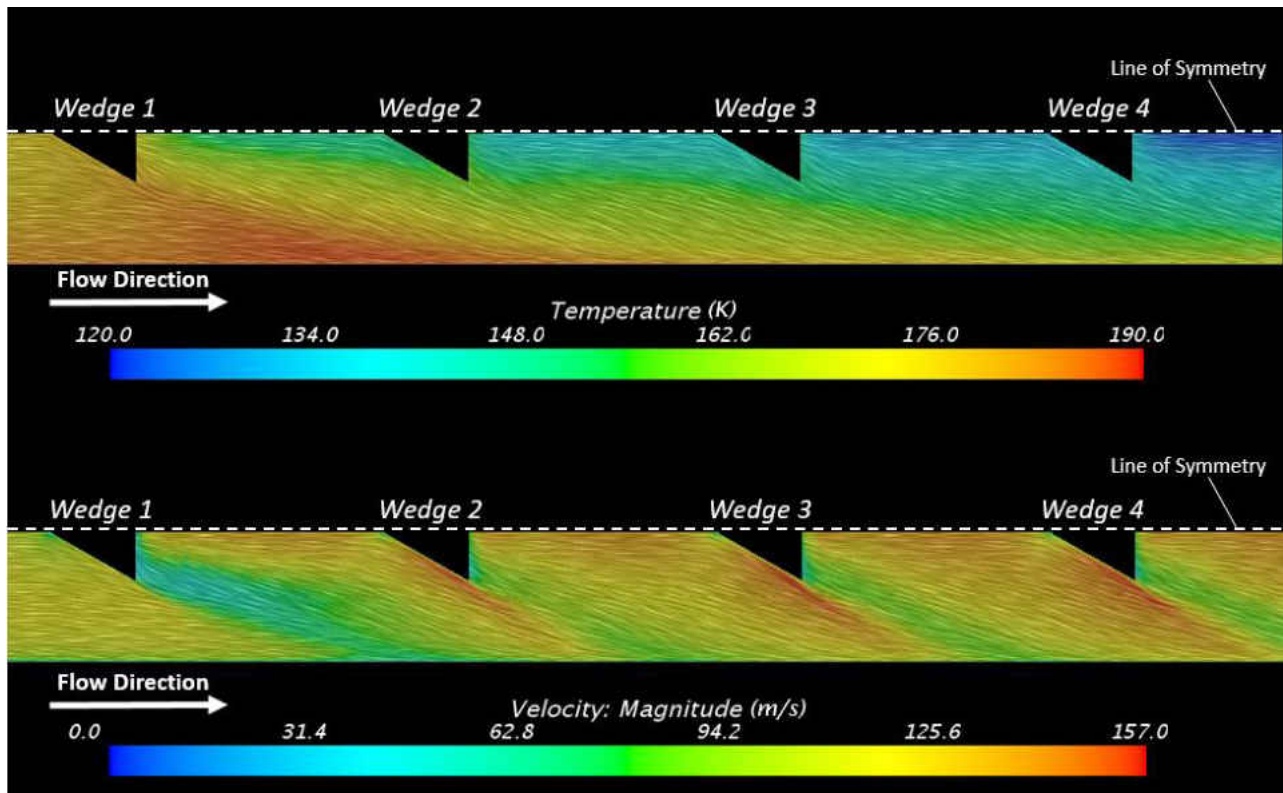 Line of Symmetry
Wedge 1 Wedge 2 Wedge 3 Wedge 4
Flow Direction
Temperature (K)
120.0 134.0 148.0 162.0 176.0 190.0
Line of Symmetry
Wedge 1 Wedge 2 Wedge 3 Wedge 4
Flow Direction
Velocity: Magnitude (m/s)
0.0 31.4 62.8 94.2 125.6 157.0